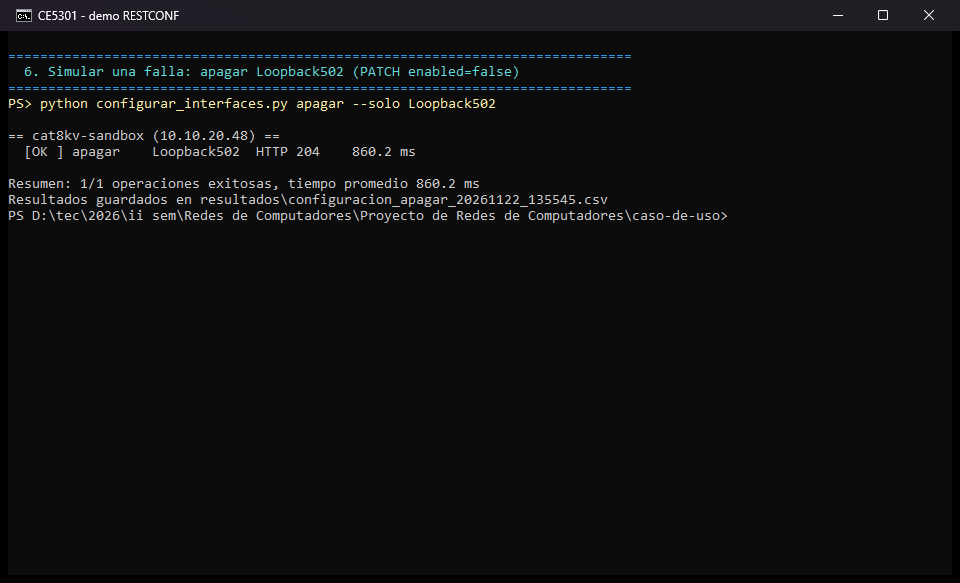 CE5301 - demo RESTCONF
==============================================================================
6. Simular una falla: apagar Loopback502 (PATCH enabled=false)
==============================================================================
PS> python configurar_interfaces.py apagar --solo Loopback502
== cat8kv-sandbox (10.10.20.48) ==
[OK ] apagar    Loopback502  HTTP 204    860.2 ms
Resumen: 1/1 operaciones exitosas, tiempo promedio 860.2 ms
Resultados guardados en resultados\configuracion_apagar_20261122_135545.csv
PS D:\tec\2026\ii sem\Redes de Computadores\Proyecto de Redes de Computadores\caso-de-uso>